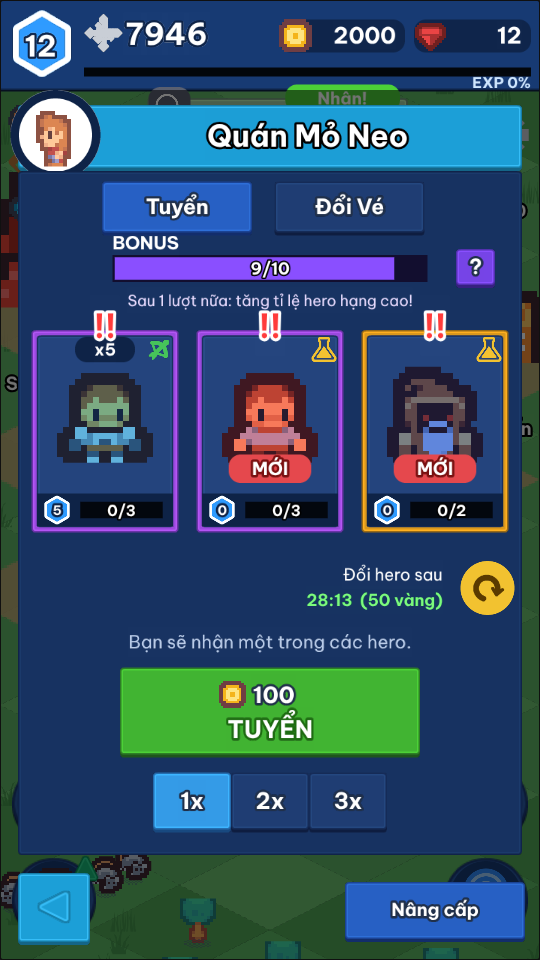 12
7946
2000
12
EXP 0%
Nhận!
Quán Mỏ Neo
Tuyển
Đổi Vé
BONUS
9/10
?
Sau 1 lượt nữa: tăng tỉ lệ hero hạng cao!
!!
!!
!!
x5
MỚI
MỚI
5
0/3
0
0/3
0
0/2
Đổi hero sau
28:13 (50 vàng)
Bạn sẽ nhận một trong các hero.
100
TUYỂN
1x
2x
3x
Nâng cấp